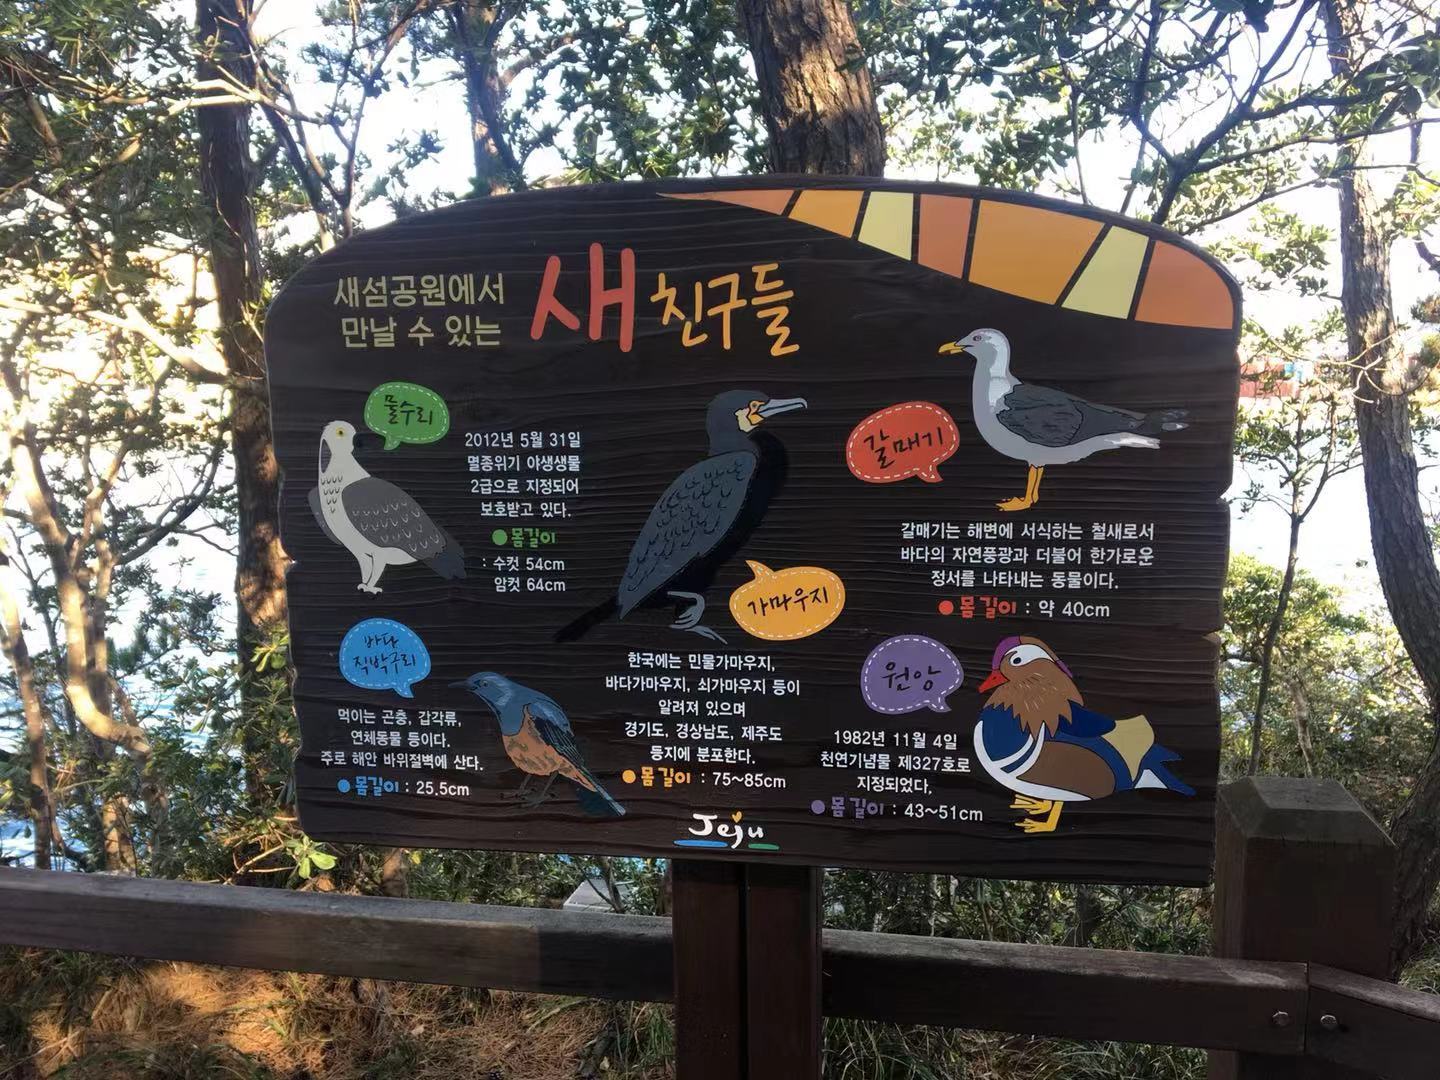 새섬공원에서
만날 수 있는
새 친구들
물수리
2012년 5월 31일
멸종위기 야생생물
2급으로 지정되어
보호받고 있다.
몸길이
: 수컷 54cm
암컷 64cm
바다
직박구리
먹이는 곤충, 갑각류,
연체동물 등이다.
주로 해안 바위절벽에 산다.
몸길이 : 25.5cm
가마우지
한국에는 민물가마우지,
바다가마우지, 쇠가마우지 등이
알려져 있으며
경기도, 경상남도, 제주도
등지에 분포한다.
몸길이 : 75~85cm
갈매기
갈매기는 해변에 서식하는 철새로서
바다의 자연풍광과 더불어 한가로운
정서를 나타내는 동물이다.
몸길이 : 약 40cm
원앙
1982년 11월 4일
천연기념물 제327호로
지정되었다.
몸길이 : 43~51cm
Jeju